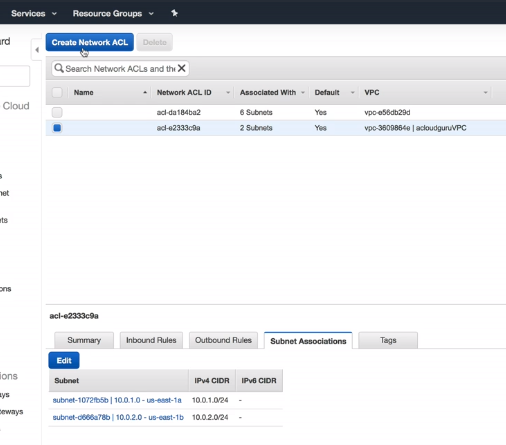 Services Resource Groups
rd
Create Network ACL Delete
Search Network ACLs and the X
Cloud
Name Network ACL ID Associated With Default VPC
acl-da184ba2 6 Subnets Yes vpc-e56db29d
acl-e2333c9a 2 Subnets Yes vpc-3609864e | acloudguruVPC
s
net
ets
ons
acl-e2333c9a
Summary Inbound Rules Outbound Rules Subnet Associations Tags
Edit
ions
Subnet IPv4 CIDR IPv6 CIDR
ays
subnet-1072fb5b | 10.0.1.0 - us-east-1a 10.0.1.0/24 -
teways
subnet-d666a78b | 10.0.2.0 - us-east-1b 10.0.2.0/24 -